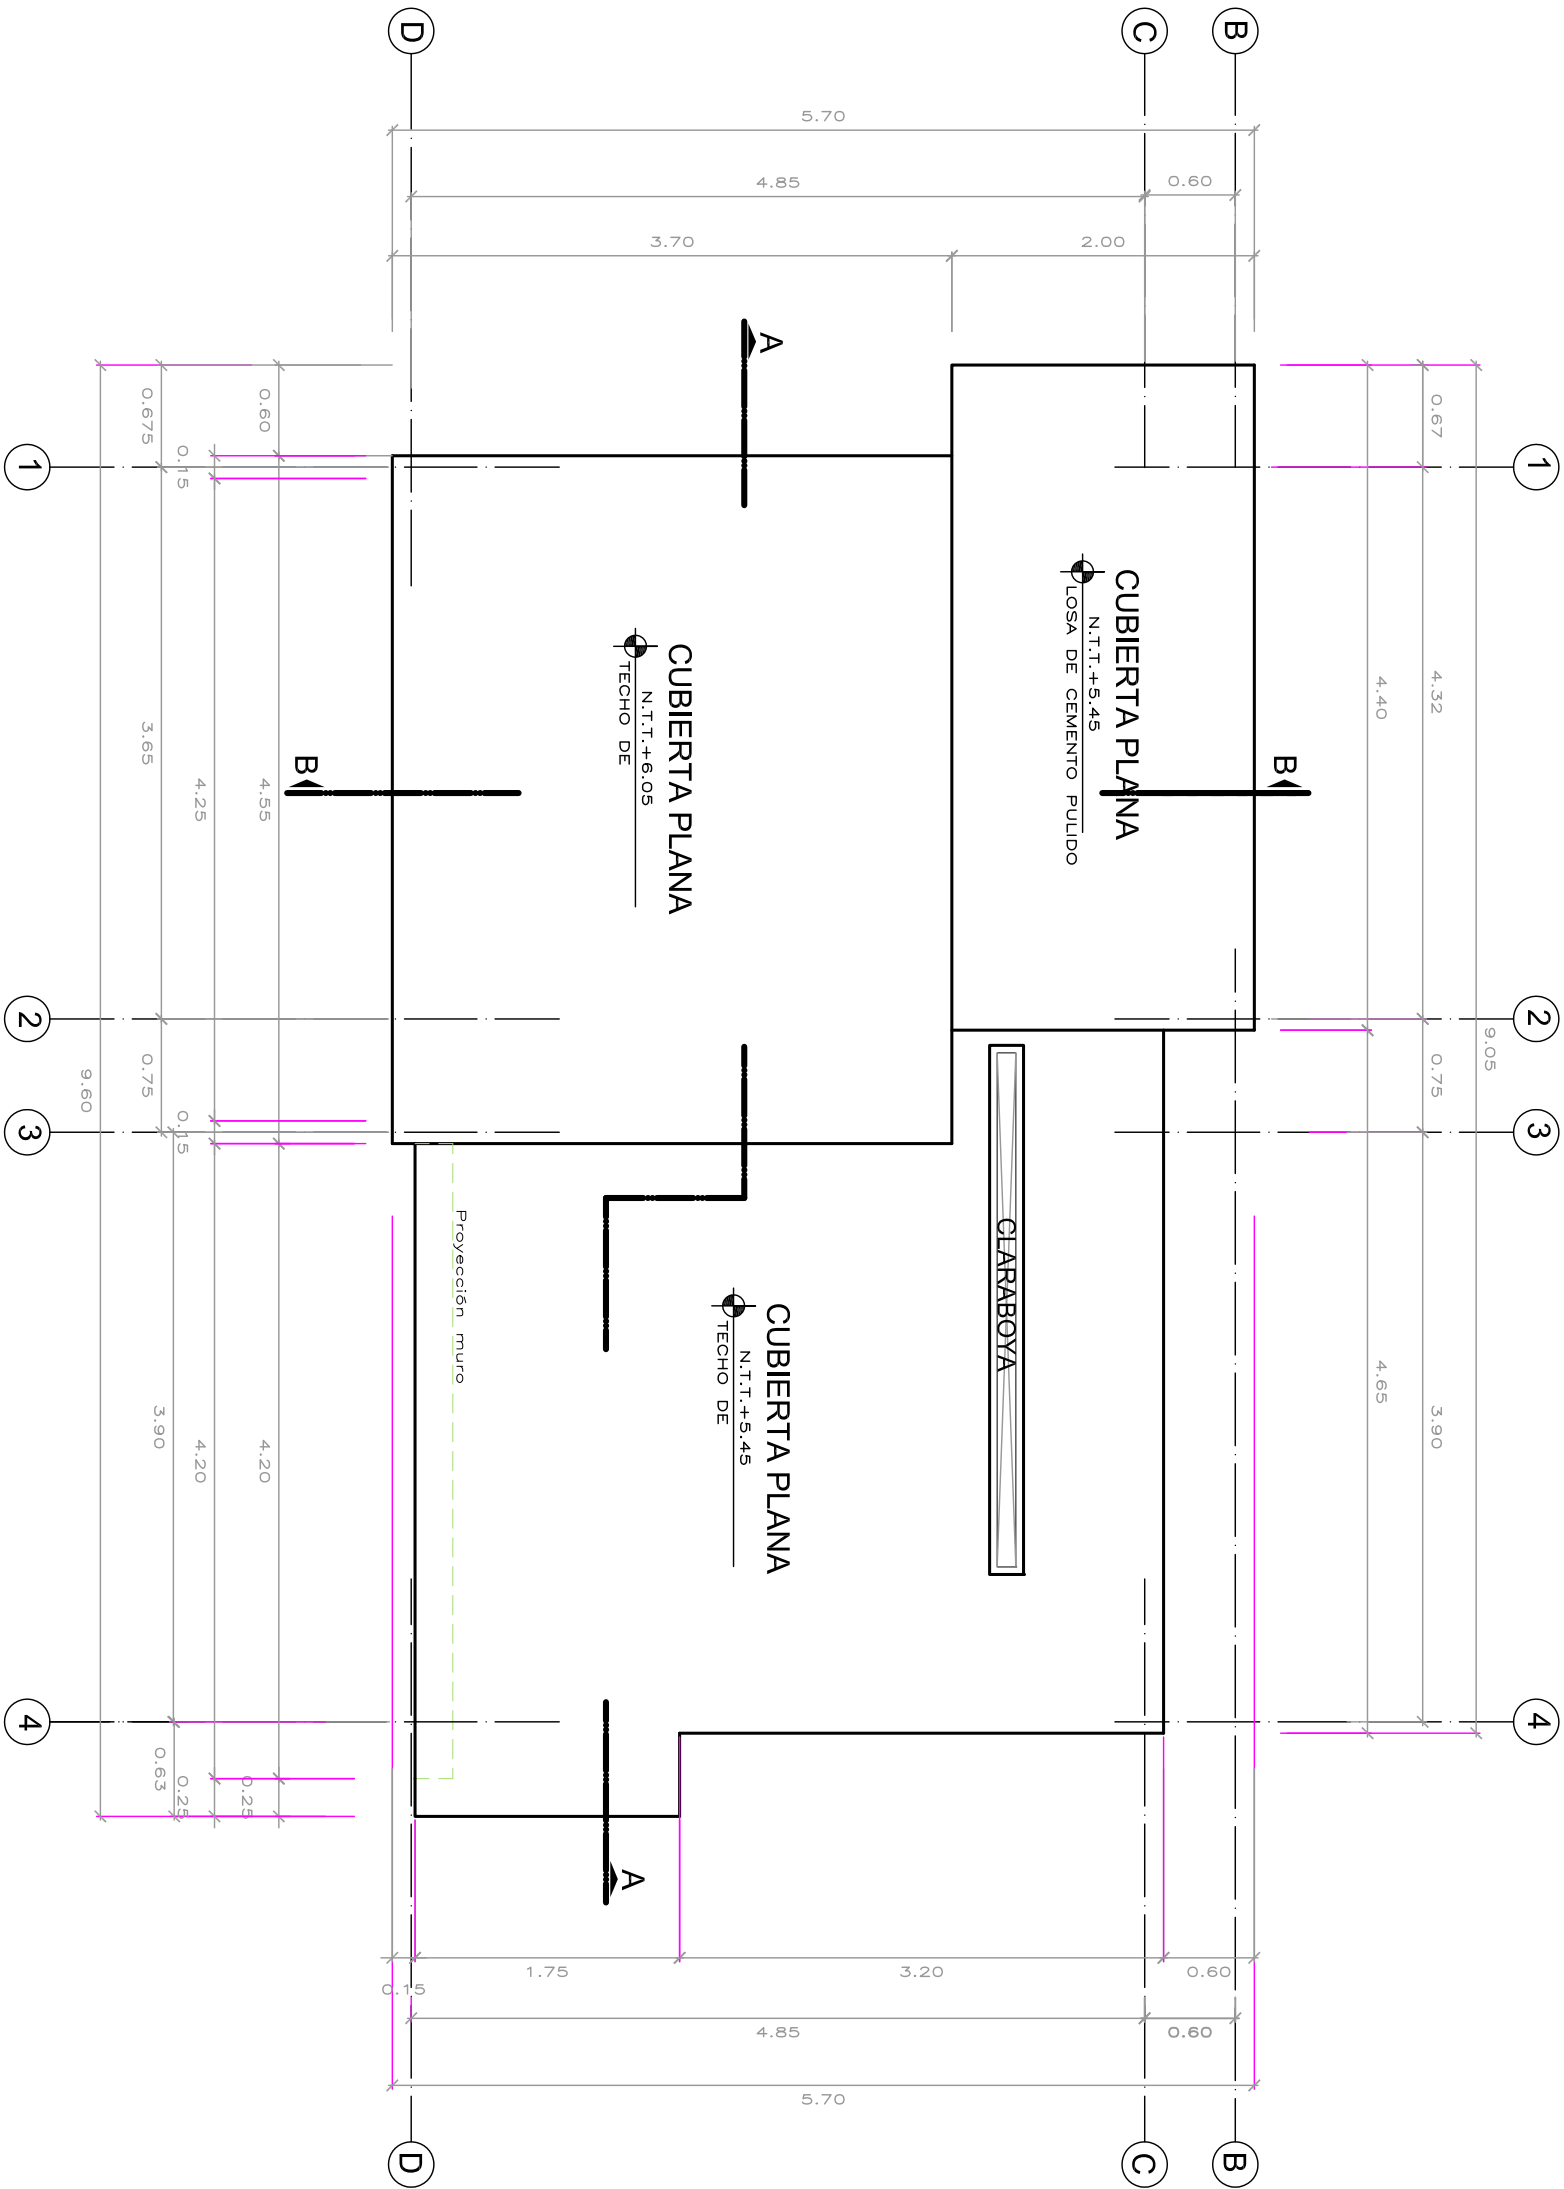 D
C
B
5.70
4.85
0.60
3.70
2.00
A
0.675
0.60
0.15
0.67
1
1
CUBIERTA PLANA
N.T.T.+5.45
LOSA DE CEMENTO PULIDO
CUBIERTA PLANA
N.T.T.+6.05
TECHO DE
B
B
3.65
4.25
4.55
4.40
4.32
2
2
9.60
0.75
0.15
0.75
9.05
3
3
Proyección muro
CLARABOYA
CUBIERTA PLANA
N.T.T.+5.45
TECHO DE
3.90
4.20
4.20
4.65
3.90
4
4
0.63
0.25
0.25
A
0.15
1.75
3.20
0.60
4.85
0.60
5.70
D
C
B